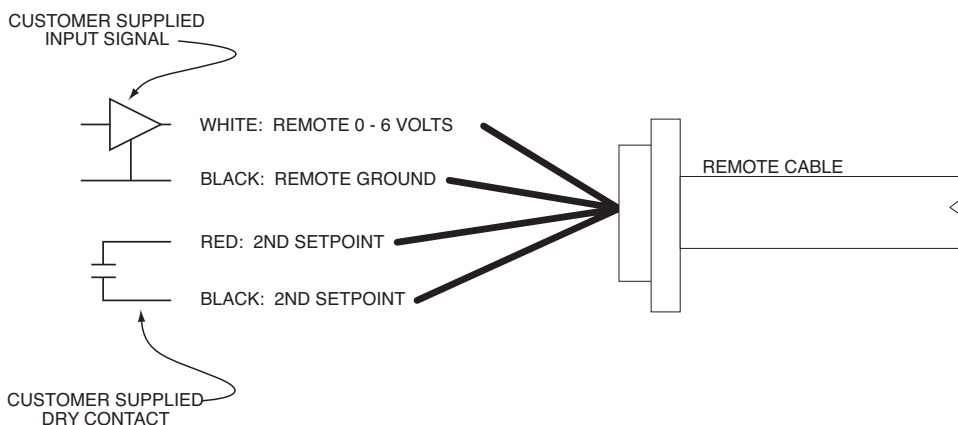 CUSTOMER SUPPLIED
INPUT SIGNAL
WHITE: REMOTE 0 - 6 VOLTS
BLACK: REMOTE GROUND
REMOTE CABLE
RED: 2ND SETPOINT
BLACK: 2ND SETPOINT
CUSTOMER SUPPLIED
DRY CONTACT